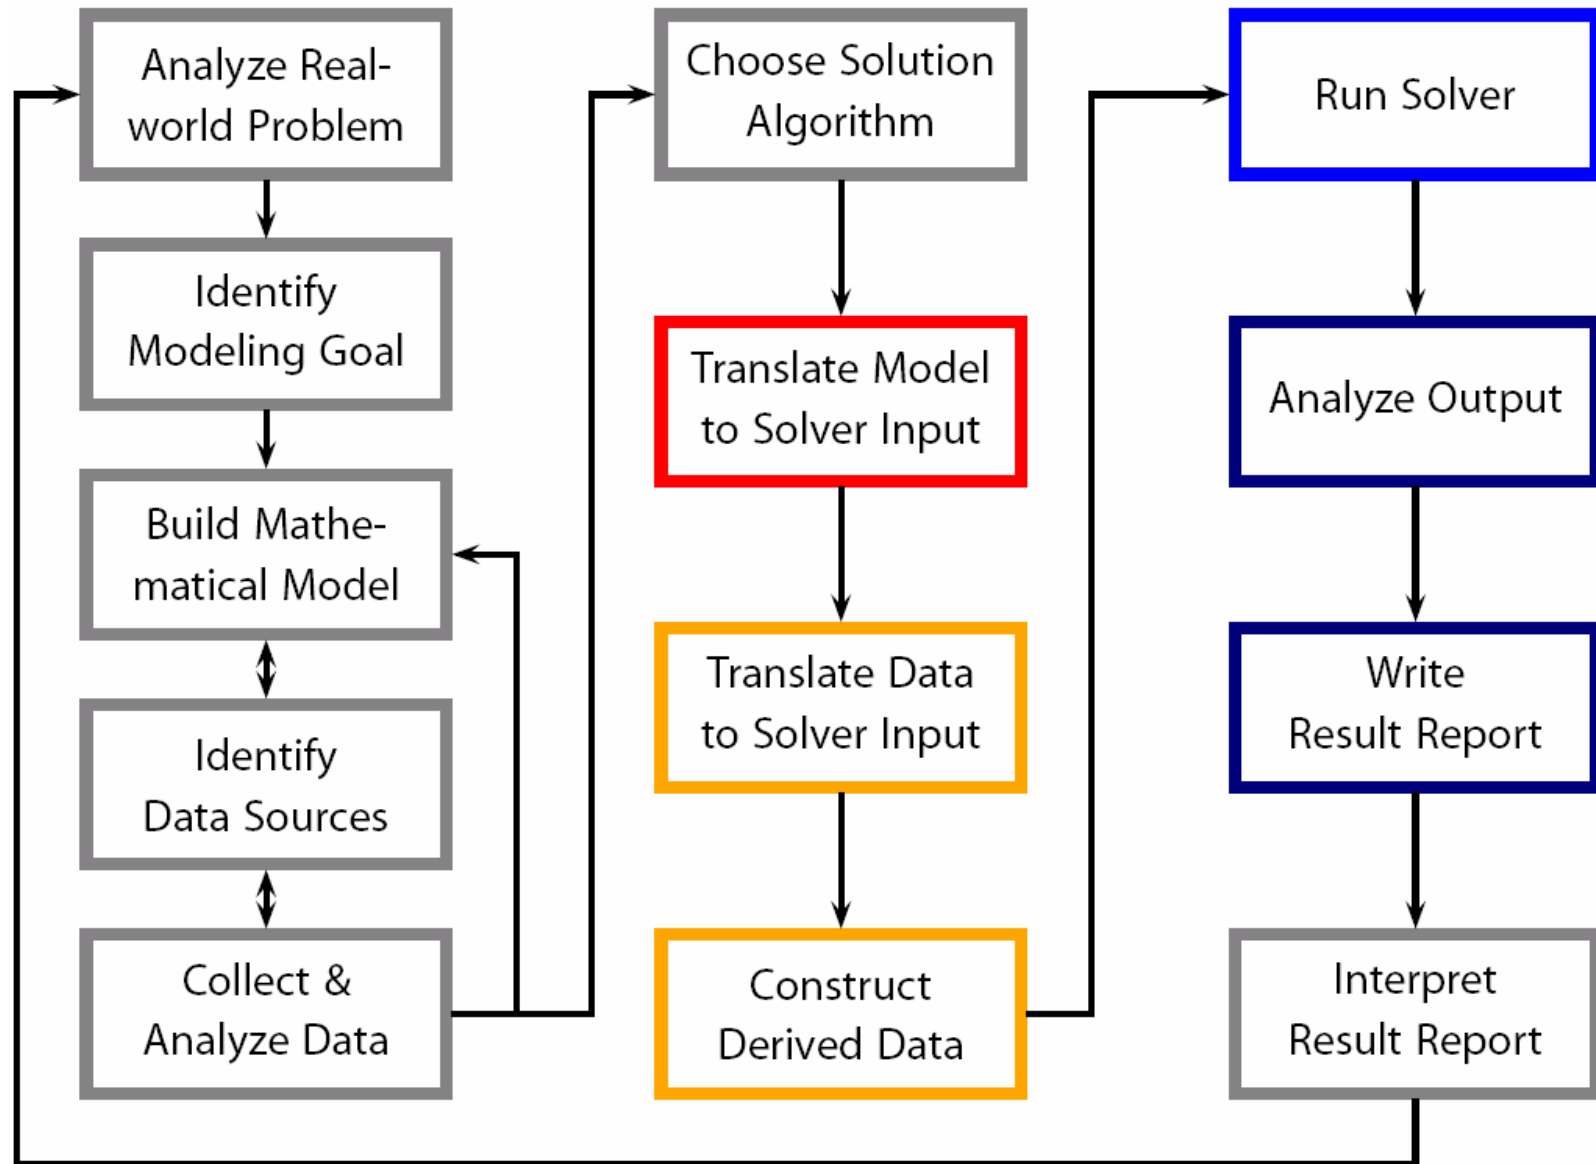 Analyze Real-
world Problem
Identify
Modeling Goal
Build Mathe-
matical Model
Identify
Data Sources
Collect &
Analyze Data
Choose Solution
Algorithm
Translate Model
to Solver Input
Translate Data
to Solver Input
Construct
Derived Data
Run Solver
Analyze Output
Write
Result Report
Interpret
Result Report